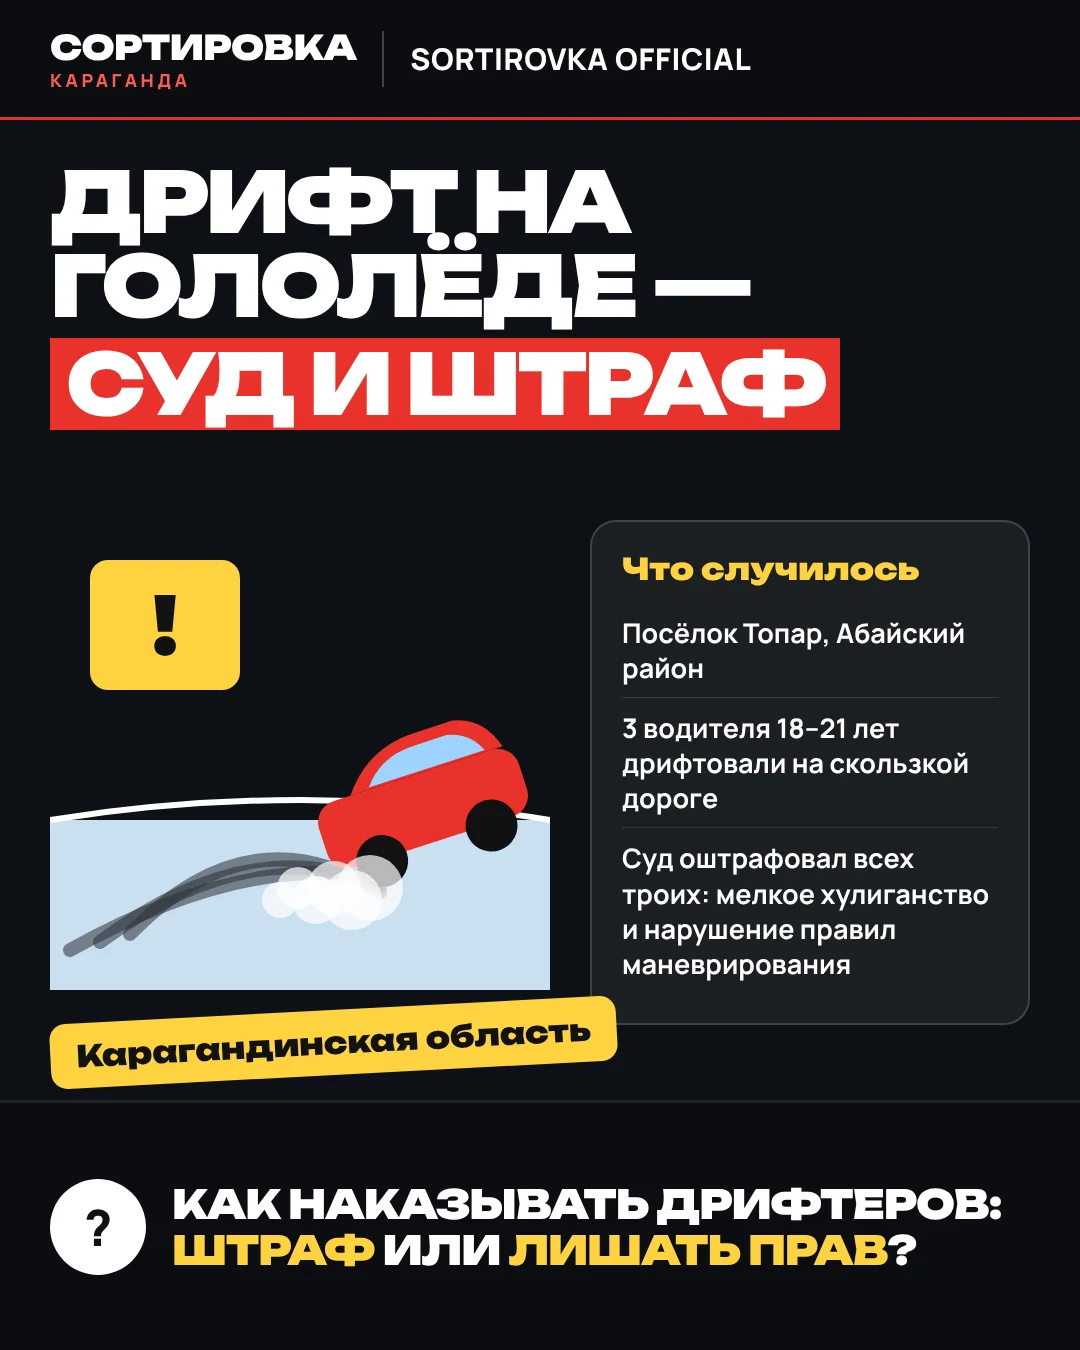 СОРТИРОВКА
КАРАГАНДА
SORTIROVKA OFFICIAL
ДРИФТ НА
ГОЛОЛЁДЕ —
СУД И ШТРАФ
!
Что случилось
Посёлок Топар, Абайский
район
3 водителя 18–21 лет
дрифтовали на скользкой
дороге
Суд оштрафовал всех
троих: мелкое хулиганство
и нарушение правил
маневрирования
Карагандинская область
?
КАК НАКАЗЫВАТЬ ДРИФТЕРОВ:
ШТРАФ ИЛИ ЛИШАТЬ ПРАВ?